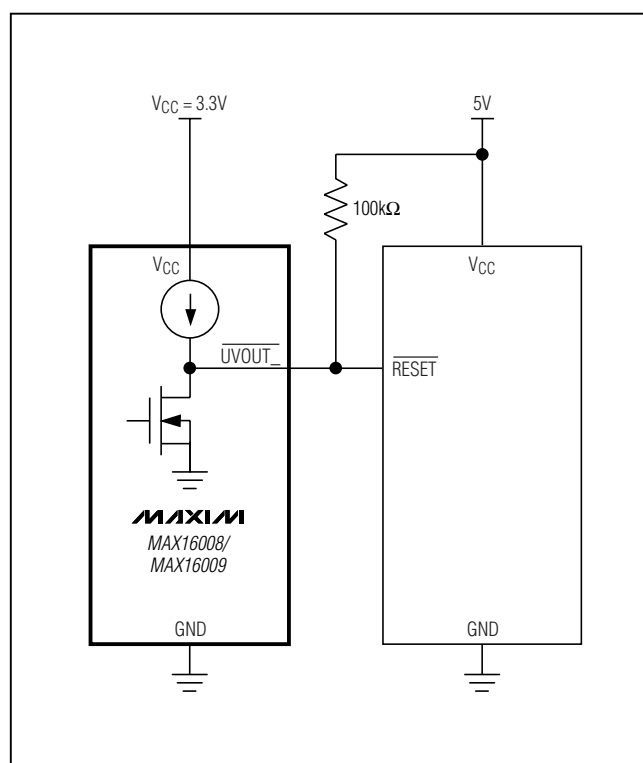 VCC = 3.3V
5V
100kΩ
VCC
VCC
UVOUT_
RESET
MAXIM
MAX16008/
MAX16009
GND
GND